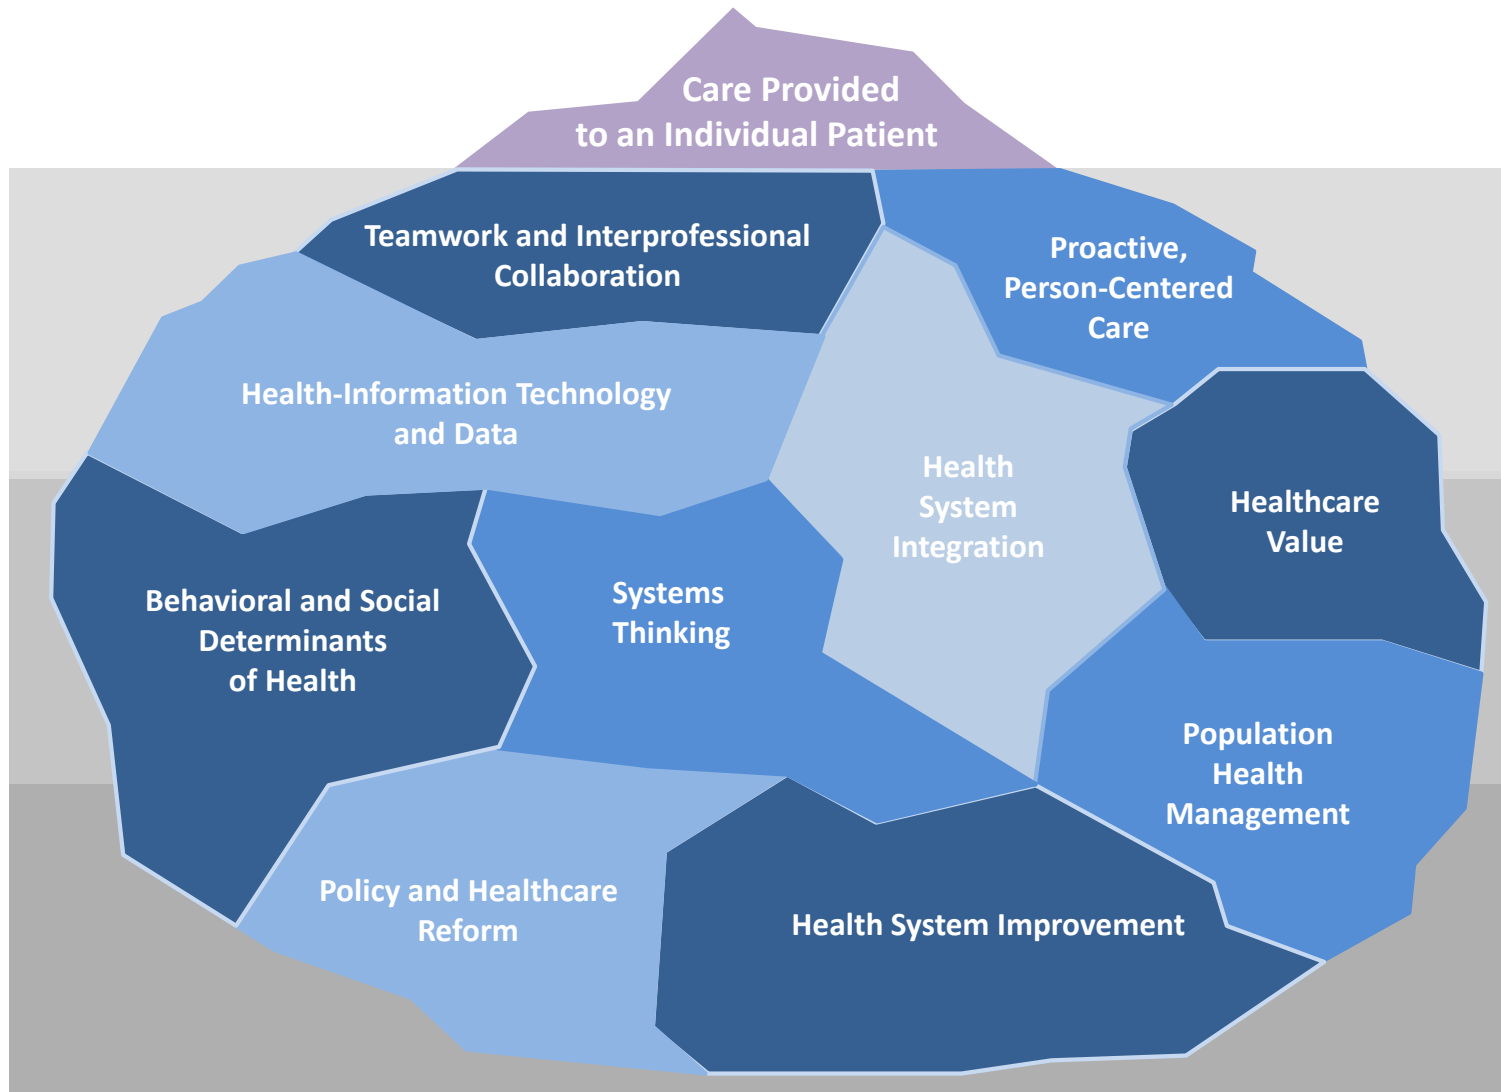 Care Provided
to an Individual Patient
Teamwork and Interprofessional
Collaboration
Proactive,
Person-Centered
Care
Health-Information Technology
and Data
Health
System
Integration
Healthcare
Value
Behavioral and Social
Determinants
of Health
Systems
Thinking
Population
Health
Management
Policy and Healthcare
Reform
Health System Improvement